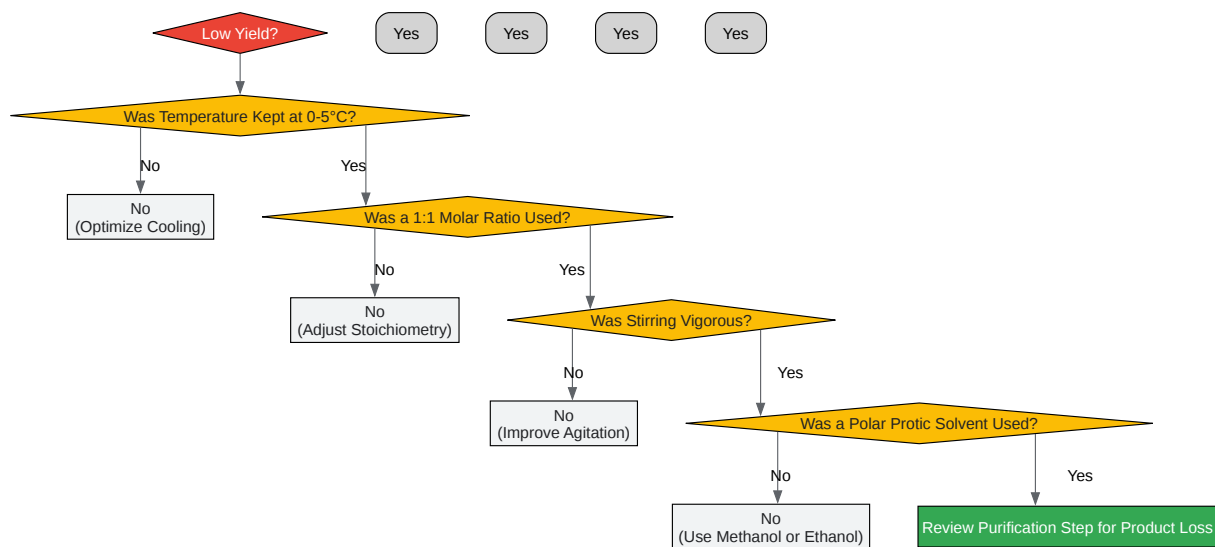 Low Yield?
Yes
Yes
Yes
Yes
Was Temperature Kept at 0-5°C?
No
Yes
No
(Optimize Cooling)
Was a 1:1 Molar Ratio Used?
No
Yes
No
(Adjust Stoichiometry)
Was Stirring Vigorous?
No
Yes
No
(Improve Agitation)
Was a Polar Protic Solvent Used?
No
Yes
No
(Use Methanol or Ethanol)
Review Purification Step for Product Loss